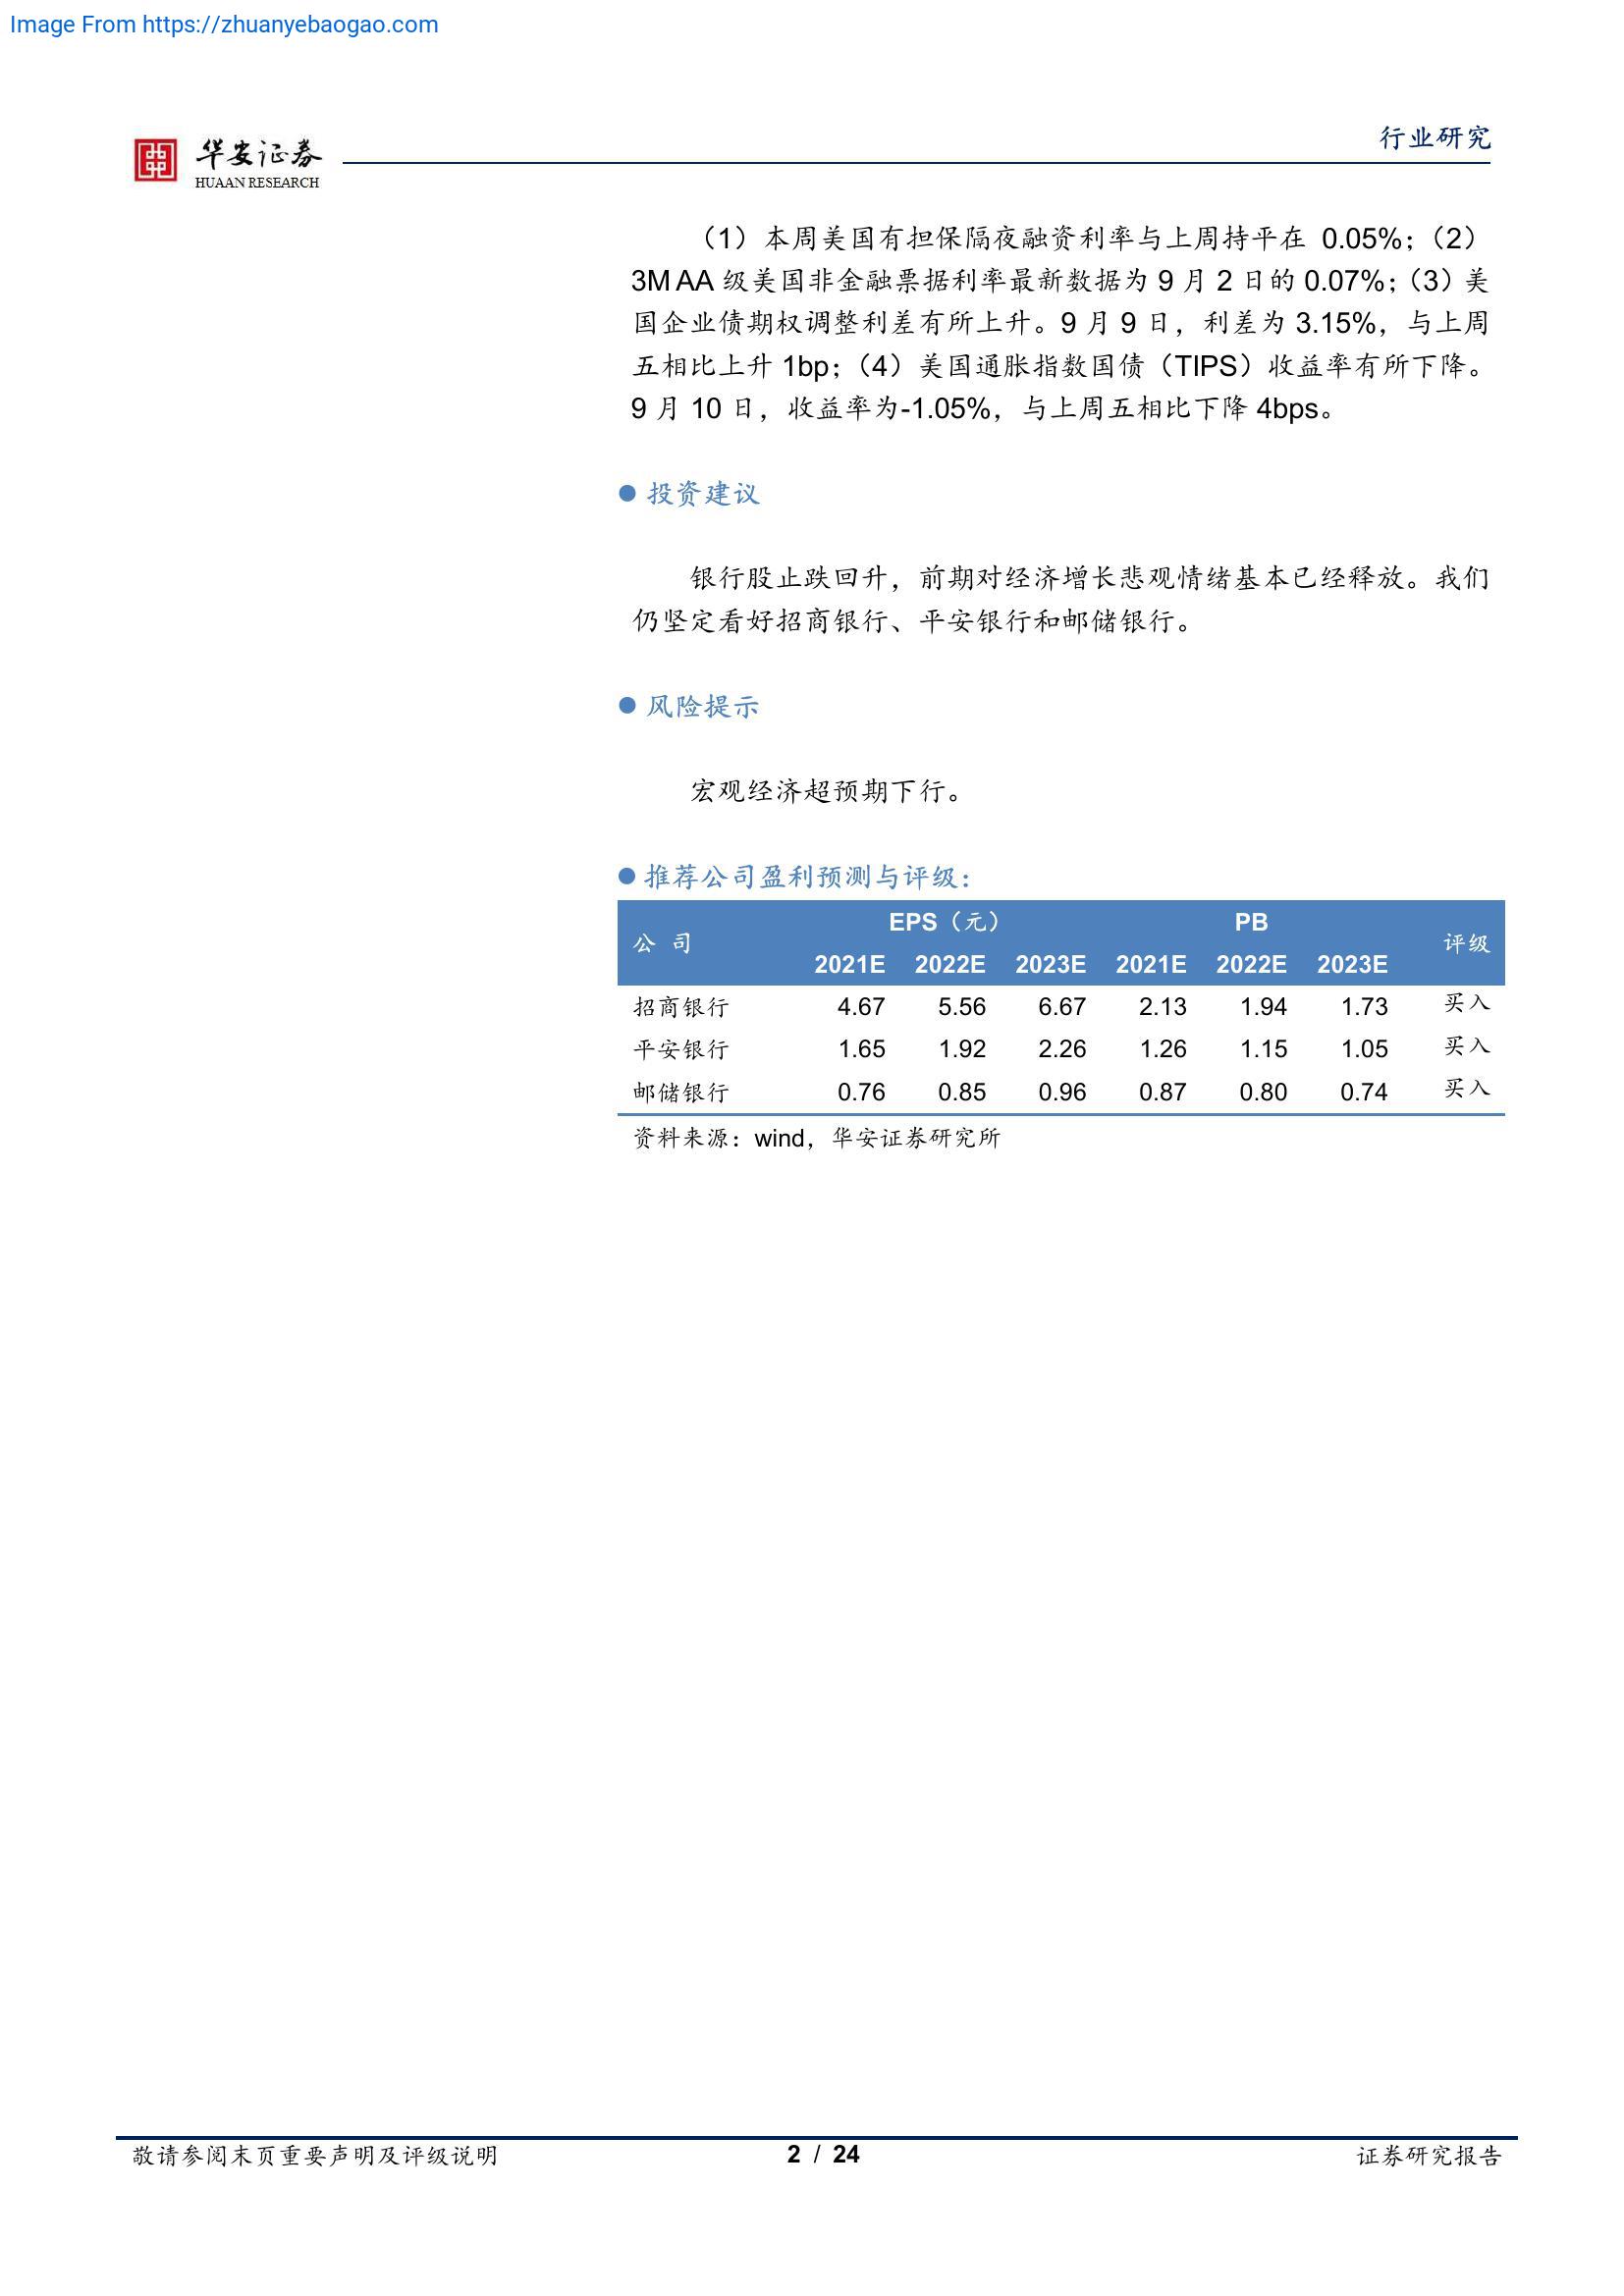 Image From https://zhuanyebaogao.com
华安证券
HUAAN RESEARCH
行业研究
（1）本周美国有担保隔夜融资利率与上周持平在 0.05%；（2）
3M AA 级美国非金融票据利率最新数据为 9 月 2 日的 0.07%；（3）美
国企业债期权调整利差有所上升。9 月 9 日，利差为 3.15%，与上周
五相比上升 1bp；（4）美国通胀指数国债（TIPS）收益率有所下降。
9 月 10 日，收益率为-1.05%，与上周五相比下降 4bps。
● 投资建议
银行股止跌回升，前期对经济增长悲观情绪基本已经释放。我们
仍坚定看好招商银行、平安银行和邮储银行。
● 风险提示
宏观经济超预期下行。
● 推荐公司盈利预测与评级：
公 司 EPS（元） PB 评级
2021E 2022E 2023E 2021E 2022E 2023E
招商银行 4.67 5.56 6.67 2.13 1.94 1.73 买入
平安银行 1.65 1.92 2.26 1.26 1.15 1.05 买入
邮储银行 0.76 0.85 0.96 0.87 0.80 0.74 买入
资料来源：wind，华安证券研究所
敬请参阅末页重要声明及评级说明 2 / 24 证券研究报告